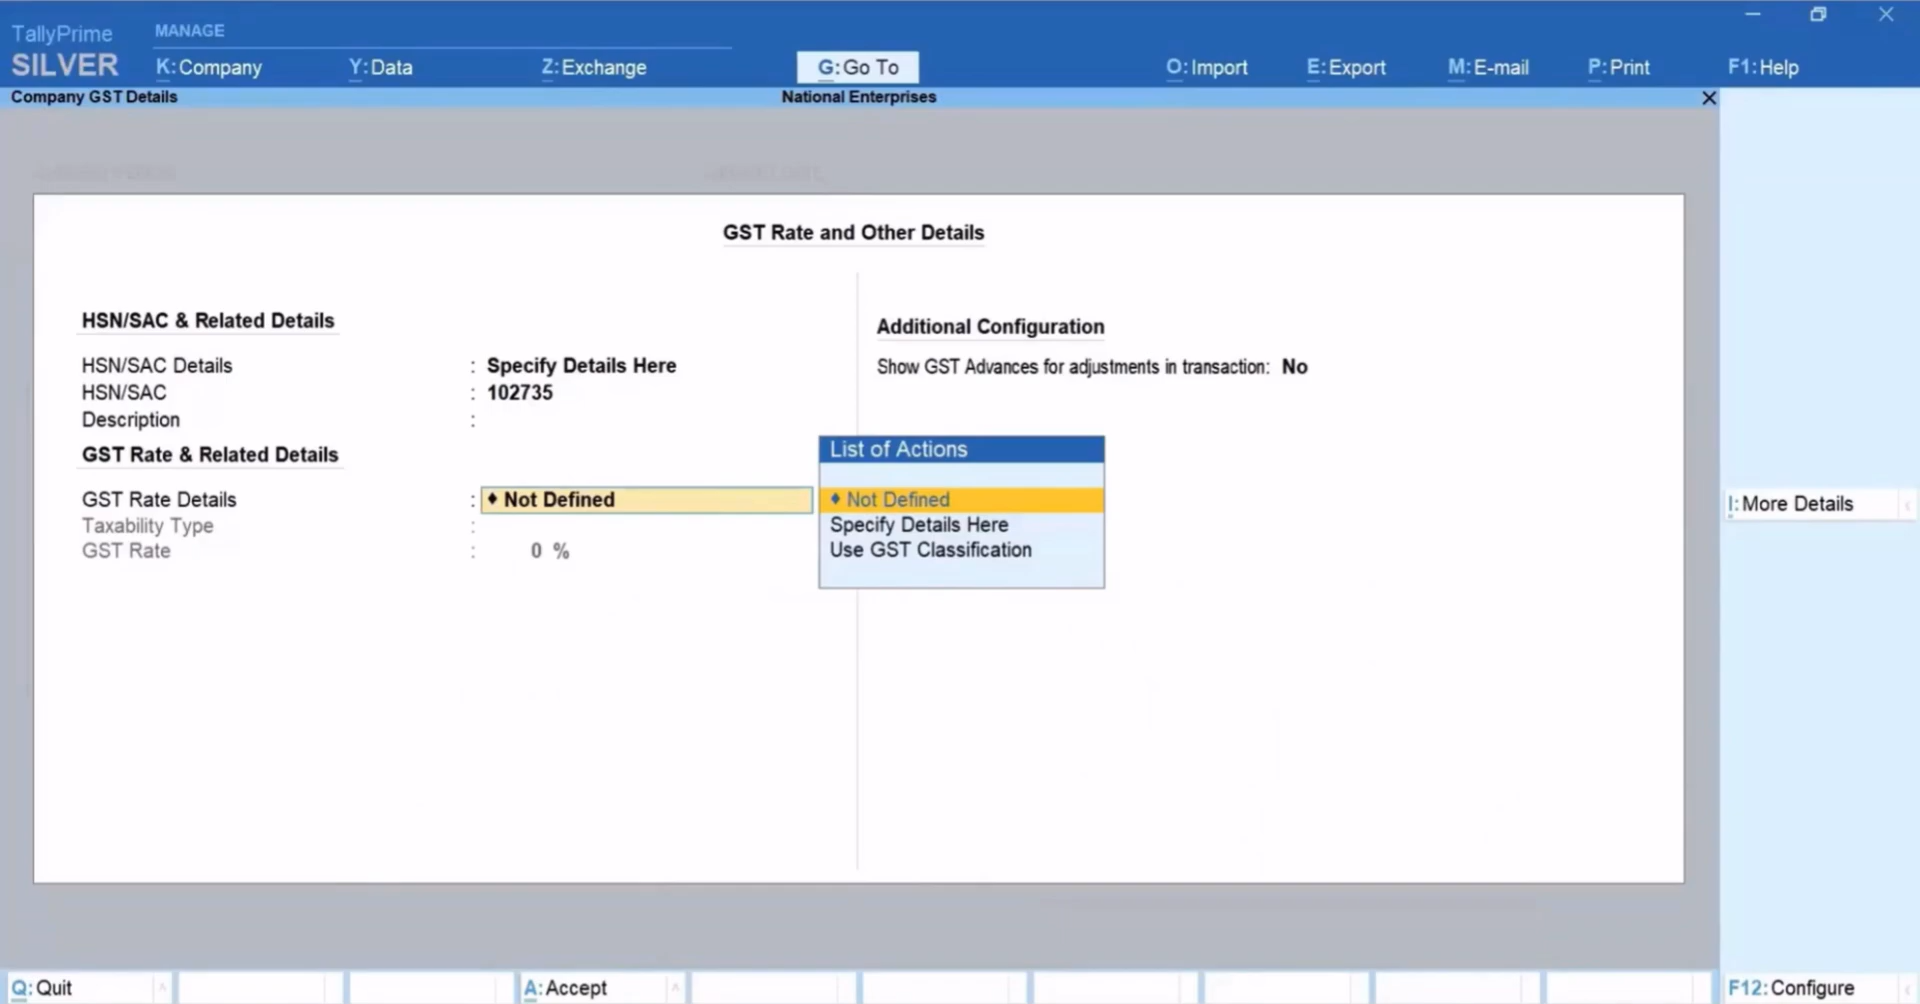 TallyPrime
SILVER
MANAGE
K:Company
Y:Data
Z:Exchange
G:Go To
O:Import
E:Export
M:E-mail
P:Print
F1:Help
Company GST Details
National Enterprises
GST Rate and Other Details
HSN/SAC & Related Details
HSN/SAC Details : Specify Details Here
HSN/SAC : 102735
Description :
GST Rate & Related Details
GST Rate Details : ♦ Not Defined
Taxability Type :
GST Rate : 0 %
Additional Configuration
Show GST Advances for adjustments in transaction: No
List of Actions
♦ Not Defined
Specify Details Here
Use GST Classification
I:More Details
Q:Quit
A:Accept
F12:Configure